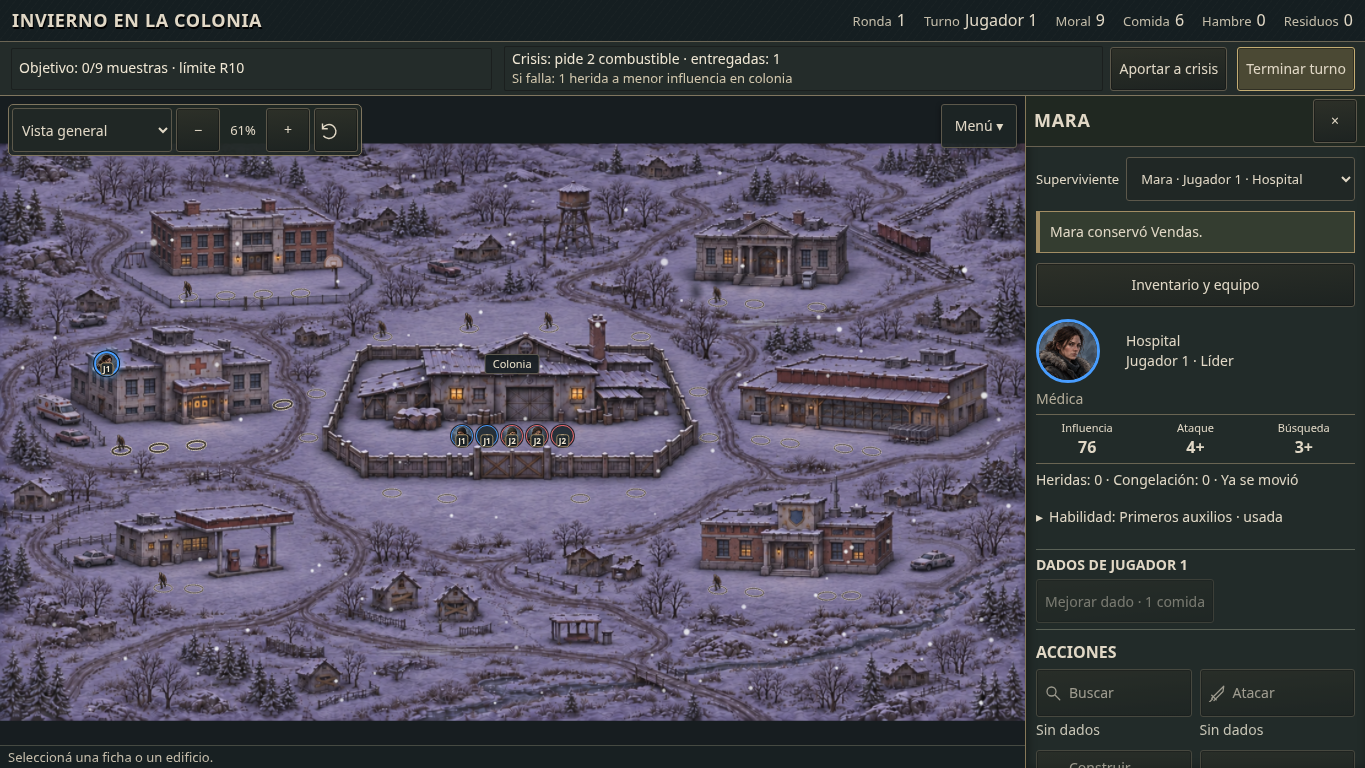 INVIERNO EN LA COLONIA
Ronda 1 Turno Jugador 1 Moral 9 Comida 6 Hambre 0 Residuos 0
Objetivo: 0/9 muestras · límite R10
Crisis: pide 2 combustible · entregadas: 1
Si falla: 1 herida a menor influencia en colonia
Aportar a crisis
Terminar turno
Vista general
−
61%
+
Menú ▾
MARA
×
Superviviente
Mara · Jugador 1 · Hospital
Mara conservó Vendas.
Inventario y equipo
Hospital
Jugador 1 · Líder
Médica
Influencia Ataque Búsqueda
76 4+ 3+
Heridas: 0 · Congelación: 0 · Ya se movió
▸ Habilidad: Primeros auxilios · usada
DADOS DE JUGADOR 1
Mejorar dado · 1 comida
ACCIONES
Buscar
Atacar
Sin dados
Sin dados
Construir
Colonia
J1
J1 J1 J2 J2 J2
Seleccioná una ficha o un edificio.